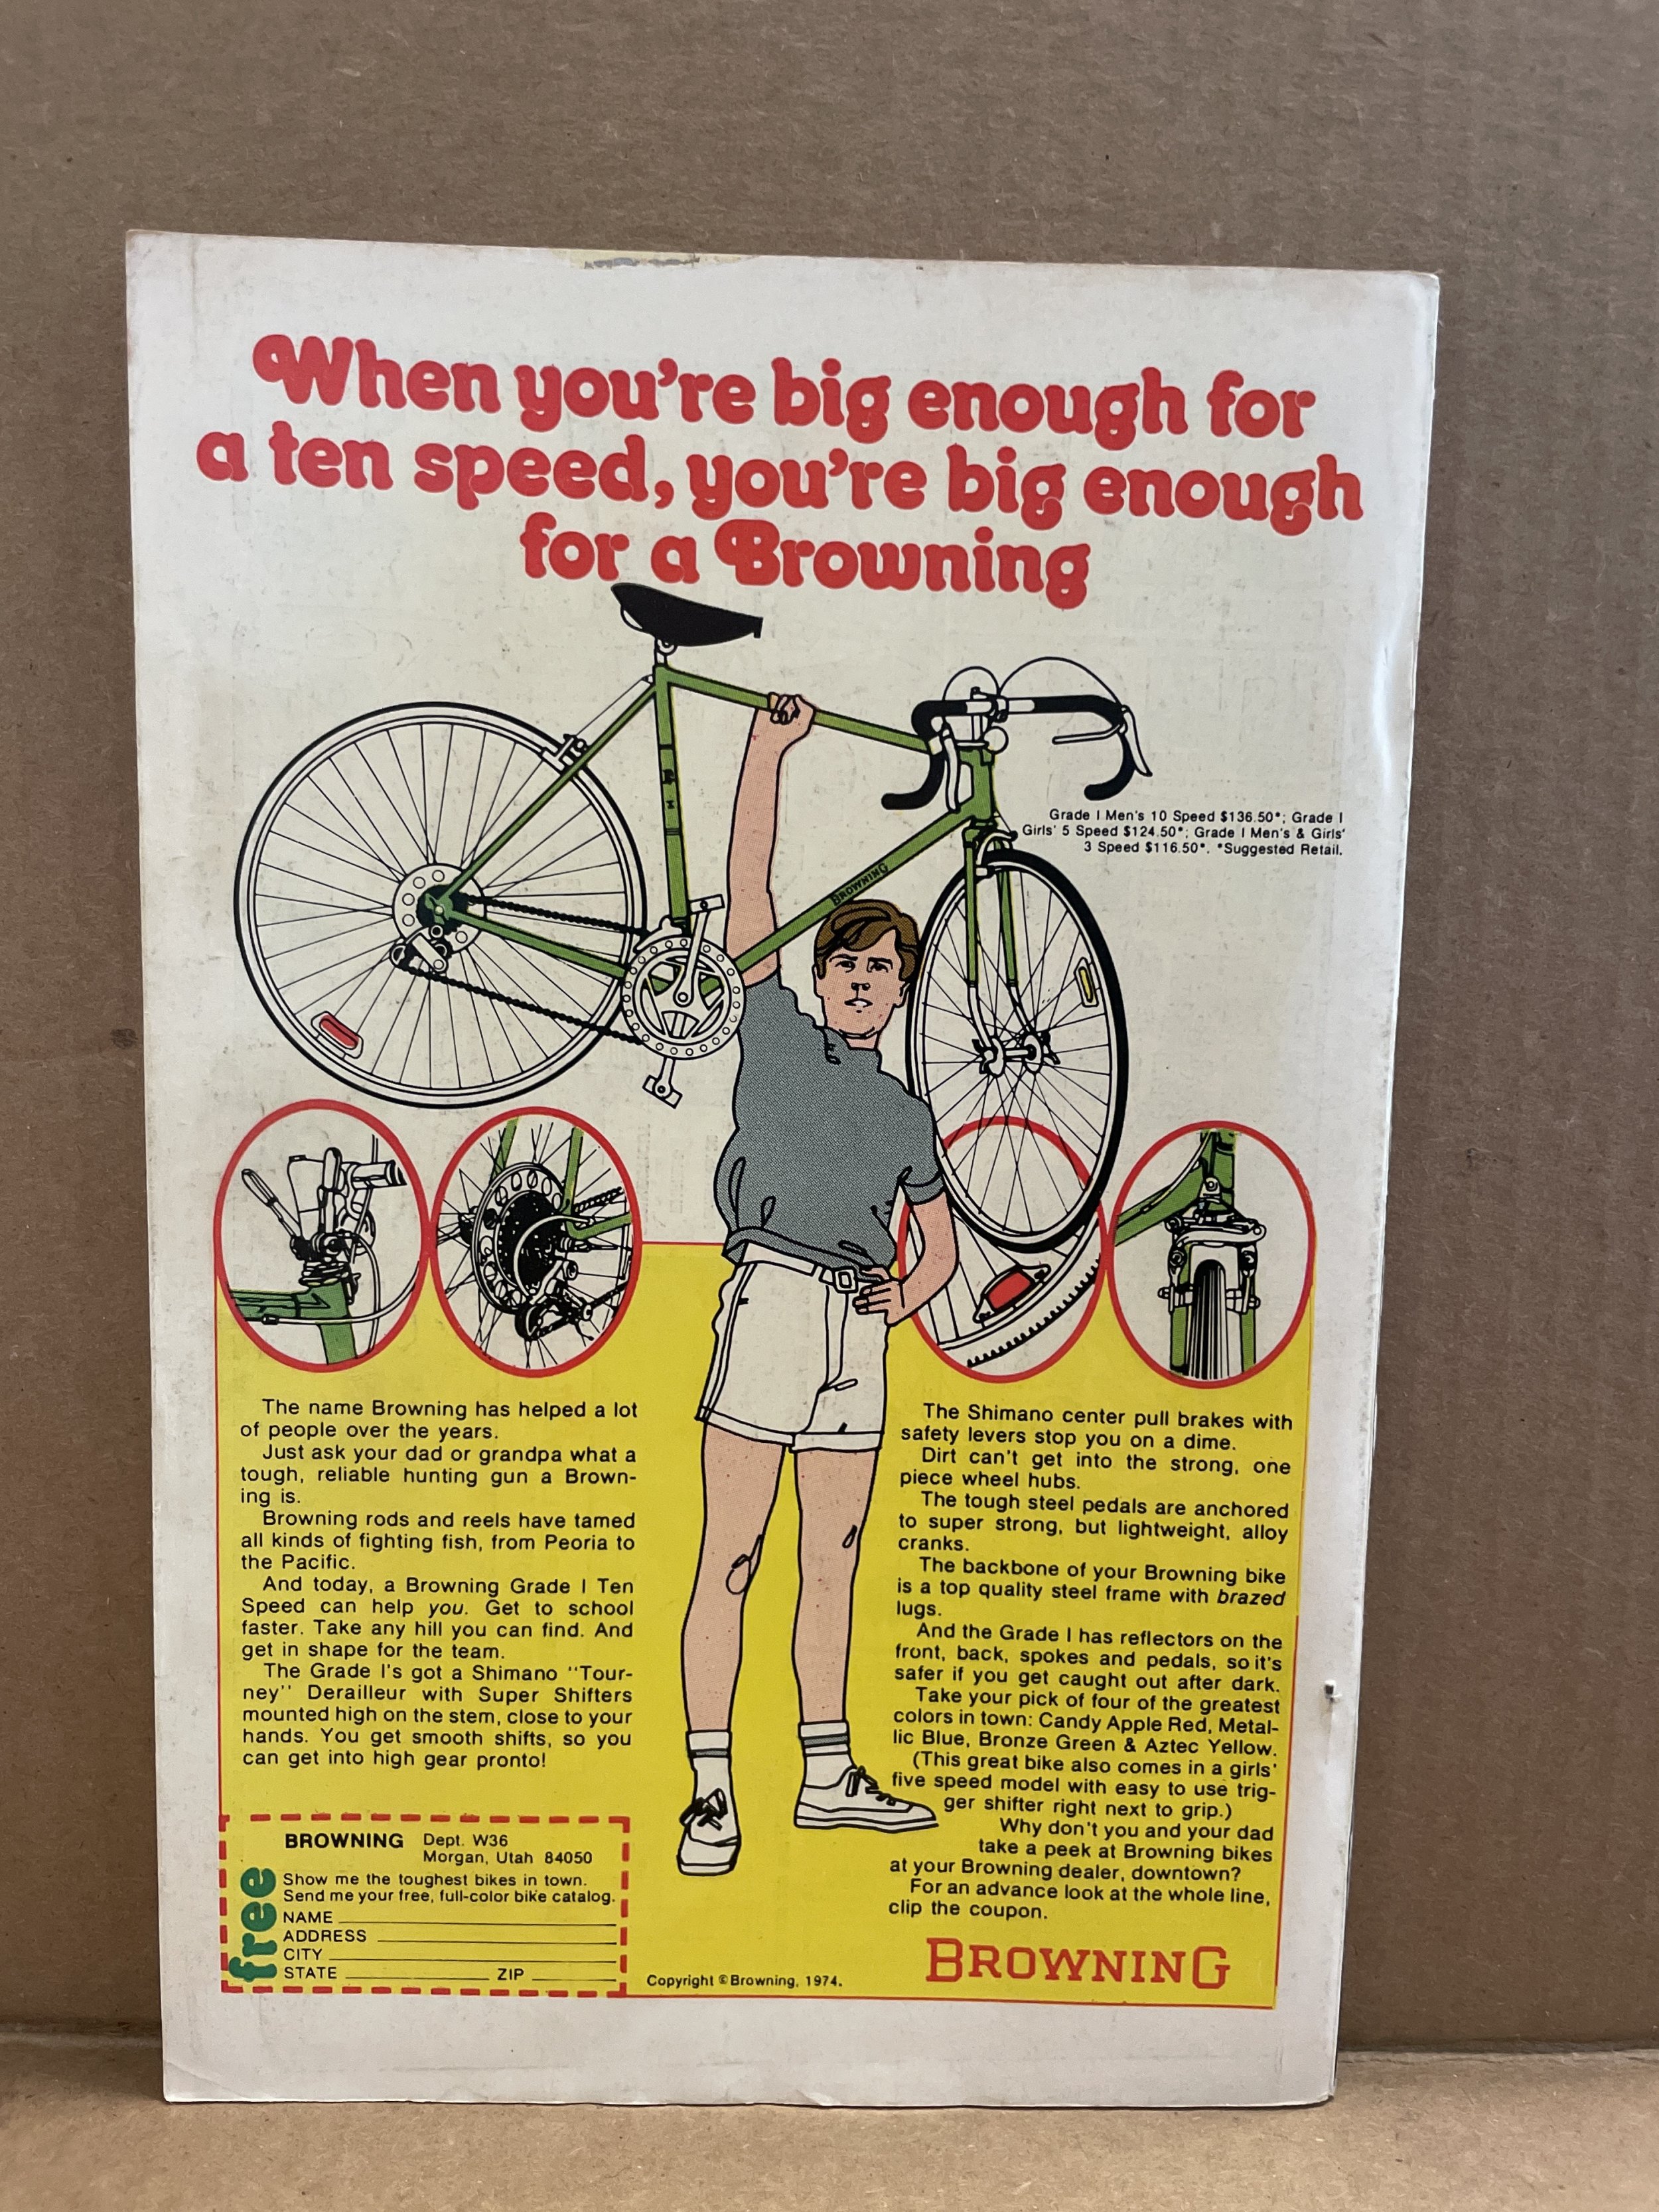 When you're big enough for
a ten speed, you're big enough
for a Browning
Grade I Men's 10 Speed $136.50*; Grade I
Girls' 5 Speed $124.50*; Grade I Men's & Girls'
3 Speed $116.50*. *Suggested Retail.
BROWNING
The name Browning has helped a lot
of people over the years.
Just ask your dad or grandpa what a
tough, reliable hunting gun a Brown-
ing is.
Browning rods and reels have tamed
all kinds of fighting fish, from Peoria to
the Pacific.
And today, a Browning Grade I Ten
Speed can help you. Get to school
faster. Take any hill you can find. And
get in shape for the team.
The Grade I's got a Shimano "Tour-
ney" Derailleur with Super Shifters
mounted high on the stem, close to your
hands. You get smooth shifts, so you
can get into high gear pronto!
The Shimano center pull brakes with
safety levers stop you on a dime.
Dirt can't get into the strong, one
piece wheel hubs.
The tough steel pedals are anchored
to super strong, but lightweight, alloy
cranks.
The backbone of your Browning bike
is a top quality steel frame with brazed
lugs.
And the Grade I has reflectors on the
front, back, spokes and pedals, so it's
safer if you get caught out after dark.
Take your pick of four of the greatest
colors in town: Candy Apple Red, Metal-
lic Blue, Bronze Green & Aztec Yellow.
(This great bike also comes in a girls'
five speed model with easy to use trig-
ger shifter right next to grip.)
Why don't you and your dad
take a peek at Browning bikes
at your Browning dealer, downtown?
For an advance look at the whole line,
clip the coupon.
BROWNING Dept. W36
Morgan, Utah 84050
free
Show me the toughest bikes in town.
Send me your free, full-color bike catalog.
NAME
ADDRESS
CITY
STATE ZIP
Copyright © Browning, 1974.
BROWNING